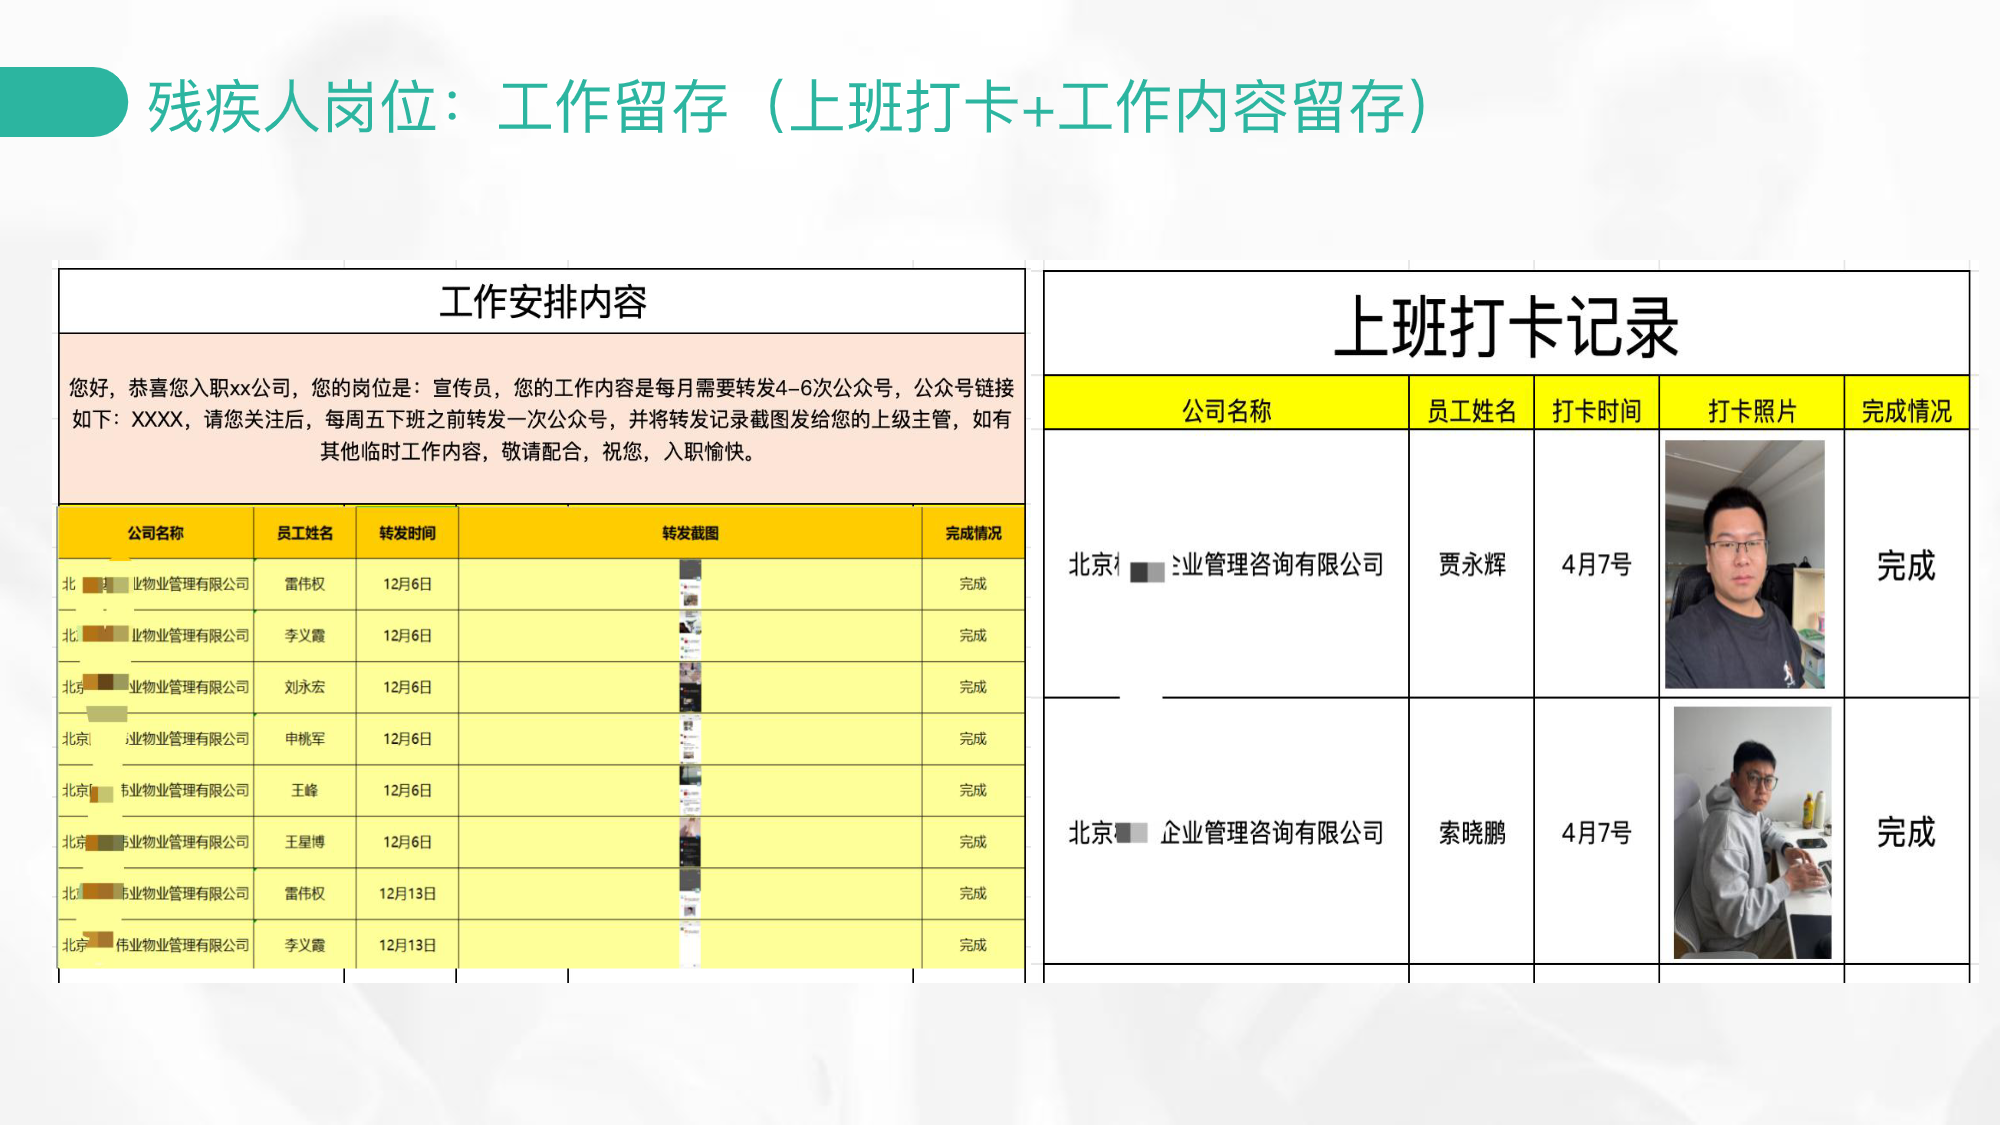 残疾人岗位：工作留存（上班打卡+工作内容留存）
工作安排内容
您好，恭喜您入职xx公司，您的岗位是：宣传员，您的工作内容是每月需要转发4-6次公众号，公众号链接
如下：XXXX，请您关注后，每周五下班之前转发一次公众号，并将转发记录截图发给您的上级主管，如有
其他临时工作内容，敬请配合，祝您，入职愉快。
公司名称 员工姓名 转发时间 转发截图 完成情况
北 业物业管理有限公司 雷伟权 12月6日 完成
北 业物业管理有限公司 李义霞 12月6日 完成
北京 业物业管理有限公司 刘永宏 12月6日 完成
北京 业物业管理有限公司 申桃军 12月6日 完成
北京 伟业物业管理有限公司 王峰 12月6日 完成
北京 伟业物业管理有限公司 王星博 12月6日 完成
北 伟业物业管理有限公司 雷伟权 12月13日 完成
北京 伟业物业管理有限公司 李义霞 12月13日 完成
上班打卡记录
公司名称 员工姓名 打卡时间 打卡照片 完成情况
北京 企业管理咨询有限公司 贾永辉 4月7号 完成
北京 企业管理咨询有限公司 索晓鹏 4月7号 完成